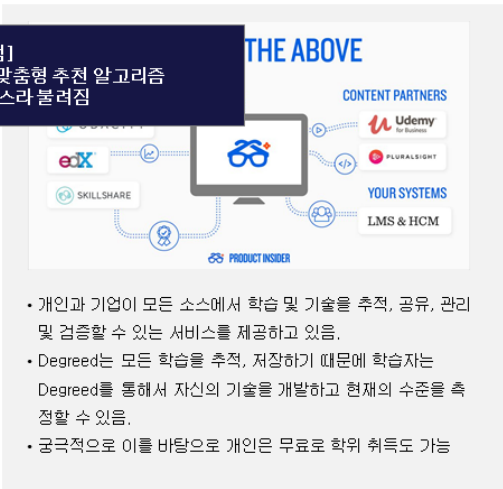 맞춤형 추천 알고리즘
스라 불려짐
THE ABOVE
CONTENT PARTNERS
Udemy
for Business
edX
PLURALSIGHT
SKILLSHARE
YOUR SYSTEMS
LMS & HCM
PRODUCT INSIDER
• 개인과 기업이 모든 소스에서 학습 및 기술을 추적, 공유, 관리
및 검증할 수 있는 서비스를 제공하고 있음.
• Degreed는 모든 학습을 추적, 저장하기 때문에 학습자는
Degreed를 통해서 자신의 기술을 개발하고 현재의 수준을 측
정할 수 있음.
• 궁극적으로 이를 바탕으로 개인은 무료로 학위 취득도 가능